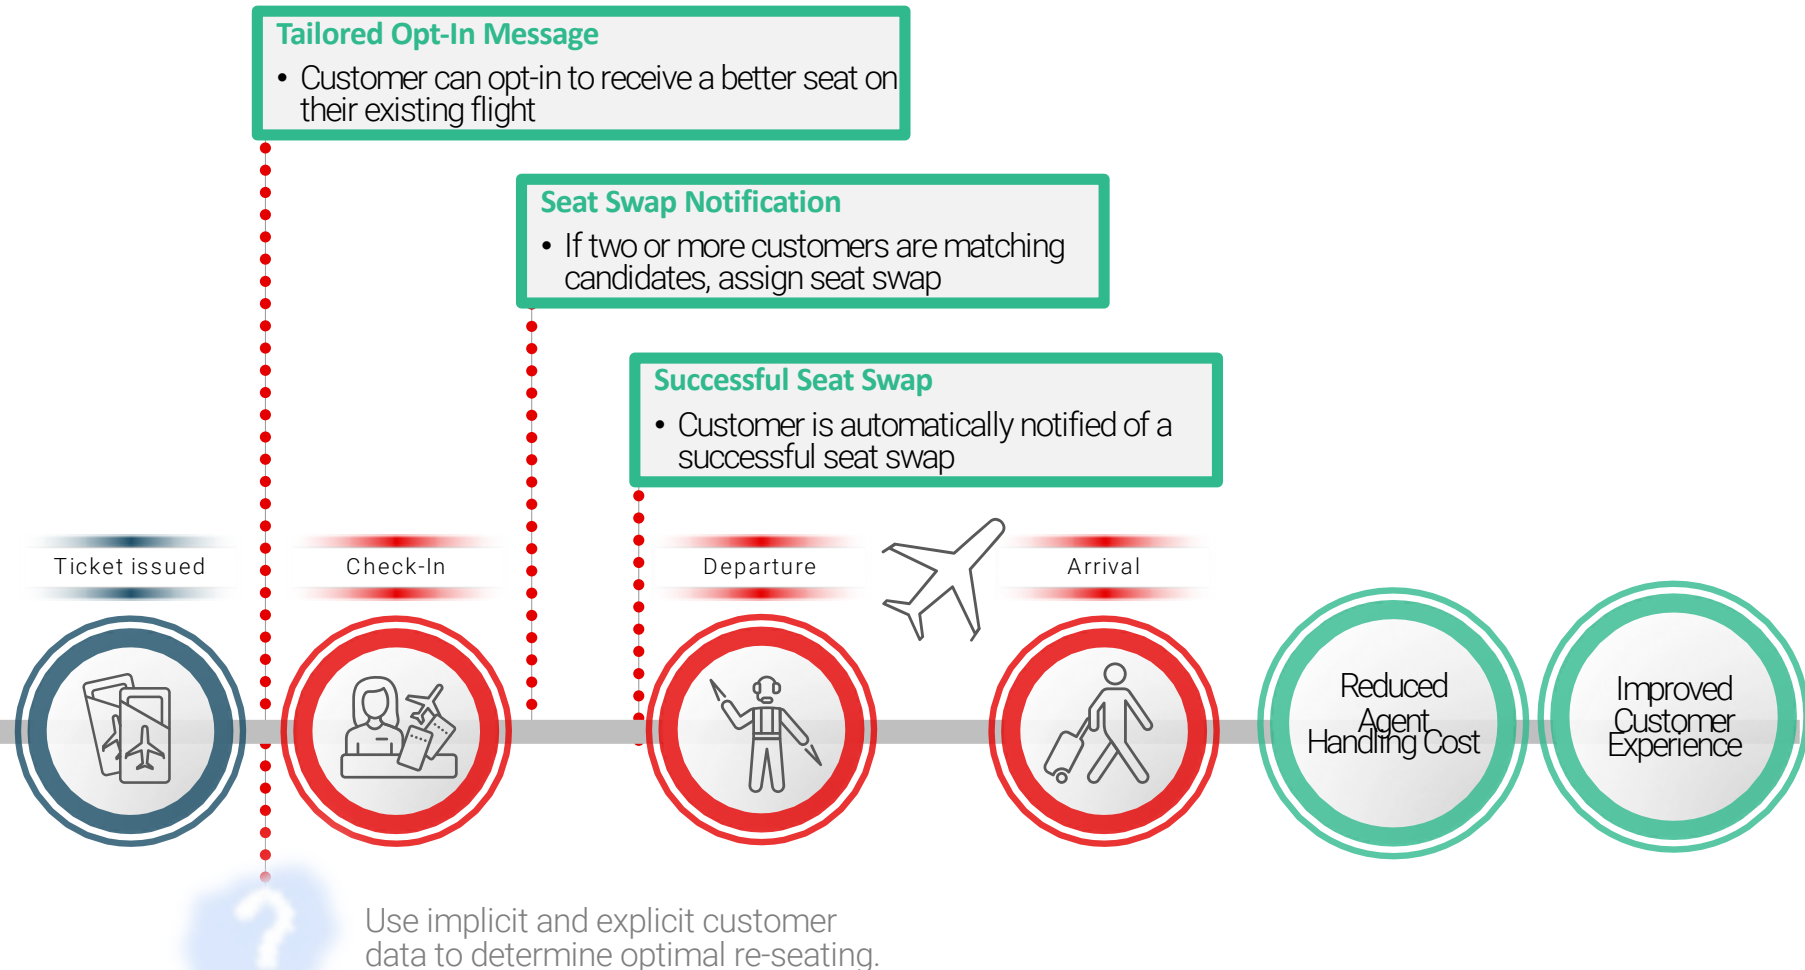 Tailored Opt-In Message
• Customer can opt-in to receive a better seat on
their existing flight
Seat Swap Notification
• If two or more customers are matching
candidates, assign seat swap
Successful Seat Swap
• Customer is automatically notified of a
successful seat swap
Ticket issued
Check-In
Departure
Arrival
Reduced
Agent
Handling Cost
Improved
Customer
Experience
?
Use implicit and explicit customer
data to determine optimal re-seating.